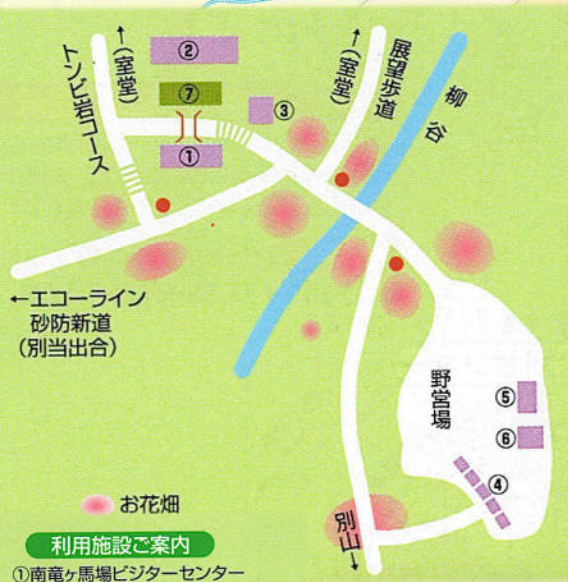 ↑(室堂)
トンビ岩コース
②
⑦
③
①
↑(室堂)
展望歩道
柳谷
←エコーライン
砂防新道
(別当出合)
野営場
⑤
⑥
④
別山↓
お花畑
利用施設ご案内
①南竜ヶ馬場ビジターセンター